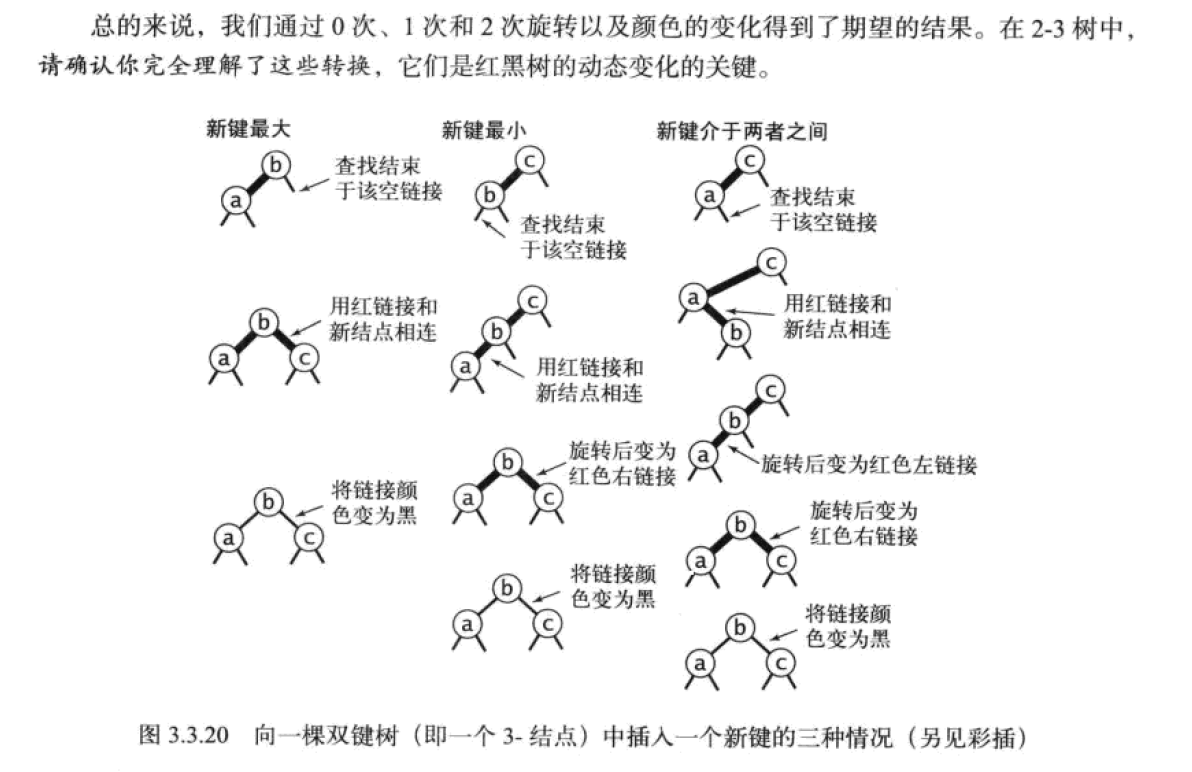 总的来说，我们通过 0 次、1 次和 2 次旋转以及颜色的变化得到了期望的结果。在 2-3 树中，
请确认你完全理解了这些转换，它们是红黑树的动态变化的关键。
新键最大
b
a
查找结束
于该空链接
b
a
c
用红链接和
新结点相连
b
a
c
将链接颜
色变为黑
新键最小
c
b
查找结束
于该空链接
c
b
a
用红链接和
新结点相连
b
a
c
旋转后变为
红色右链接
b
a
c
将链接颜
色变为黑
新键介于两者之间
c
a
查找结束
于该空链接
c
a
b
用红链接和
新结点相连
c
b
a
旋转后变为红色左链接
b
a
c
旋转后变为
红色右链接
b
a
c
将链接颜
色变为黑
图 3.3.20 向一棵双键树（即一个 3- 结点）中插入一个新键的三种情况（另见彩插）